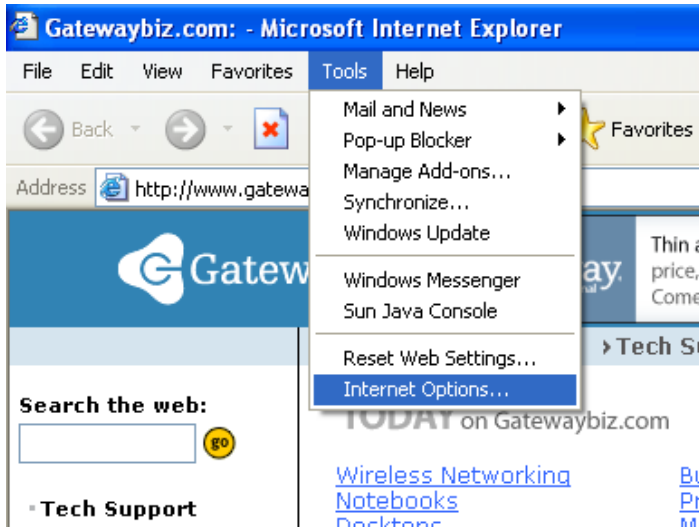 Gatewaybiz.com: - Microsoft Internet Explorer
File Edit View Favorites Tools Help
Back
Favorites
Mail and News
Pop-up Blocker
Manage Add-ons...
Synchronize...
Windows Update
Windows Messenger
Sun Java Console
Reset Web Settings...
Internet Options...
Address http://www.gatewa
Gatew
ay.
Thin a
price,
Come
Tech S
Search the web:
go
TODAY on Gatewaybiz.com
Wireless Networking
Notebooks
Desktops
Tech Support